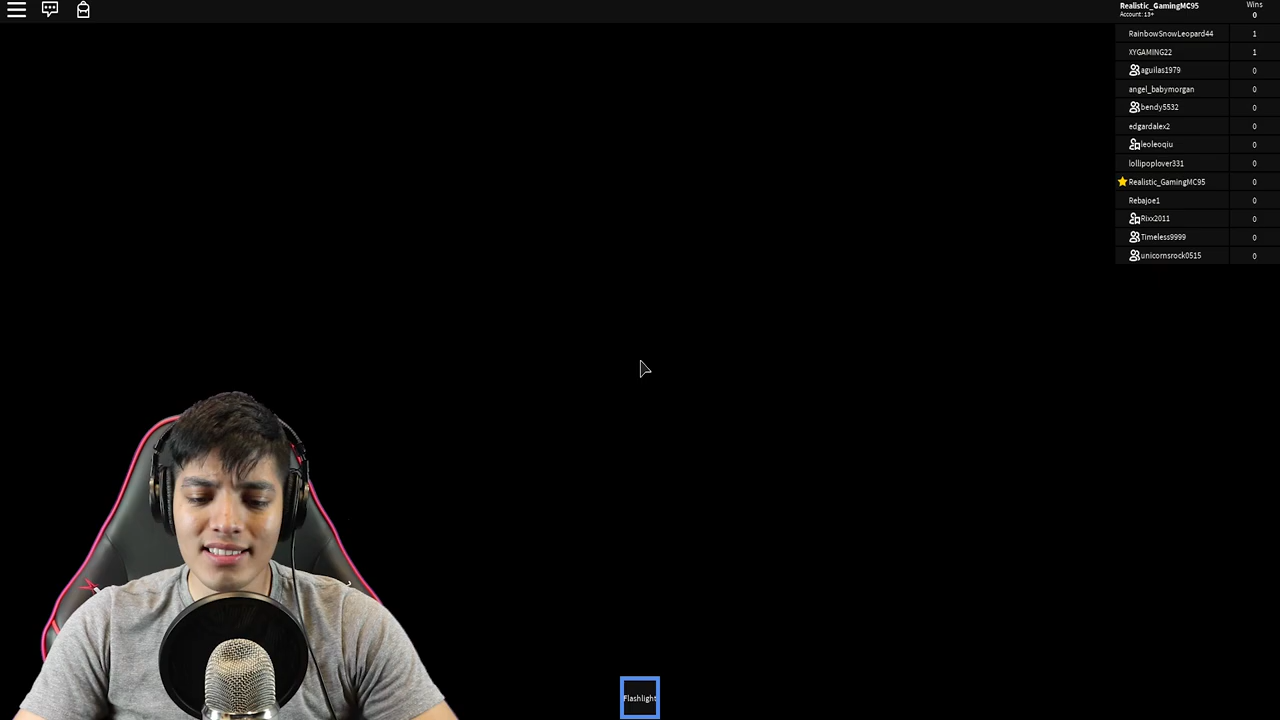 Realistic_GamingMC95
Account: 13+
Wins
0
RainbowSnowLeopard44 1
XYGAMING22 1
aguilas1979 0
angel_babymorgan 0
bendy5532 0
edgardalex2 0
leoleoqiu 0
lollipoplover331 0
Realistic_GamingMC95 0
Rebajoe1 0
Rixx2011 0
Timeless9999 0
unicornsrock0515 0
Flashlight